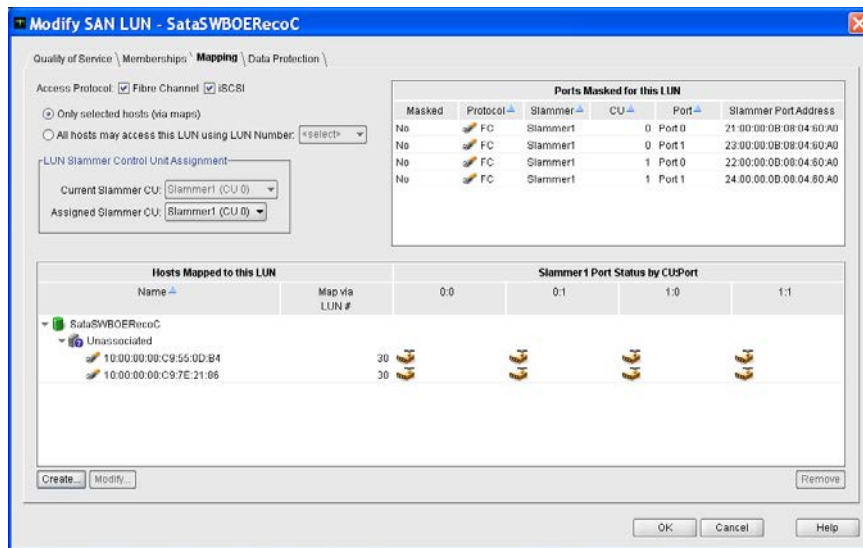 Modify SAN LUN - SataSWBOERecoC
Quality of Service \ Memberships \ Mapping \ Data Protection \
Access Protocol: Fibre Channel iSCSI
Only selected hosts (via maps)
All hosts may access this LUN using LUN Number: <select>
LUN Slammer Control Unit Assignment
Current Slammer CU: Slammer1 (CU 0)
Assigned Slammer CU: Slammer1 (CU 0)
Ports Masked for this LUN
Masked Protocol Slammer CU Port Slammer Port Address
No FC Slammer1 0 Port 0 21:00:00:0B:08:04:60:A0
No FC Slammer1 0 Port 1 23:00:00:0B:08:04:60:A0
No FC Slammer1 1 Port 0 22:00:00:0B:08:04:60:A0
No FC Slammer1 1 Port 1 24:00:00:0B:08:04:60:A0
Hosts Mapped to this LUN Slammer1 Port Status by CU:Port
Name Map via LUN # 0:0 0:1 1:0 1:1
SataSWBOERecoC
Unassociated
10:00:00:00:C9:55:0D:B4 30
10:00:00:00:C9:7E:21:86 30
Create... Modify... Remove
OK Cancel Help